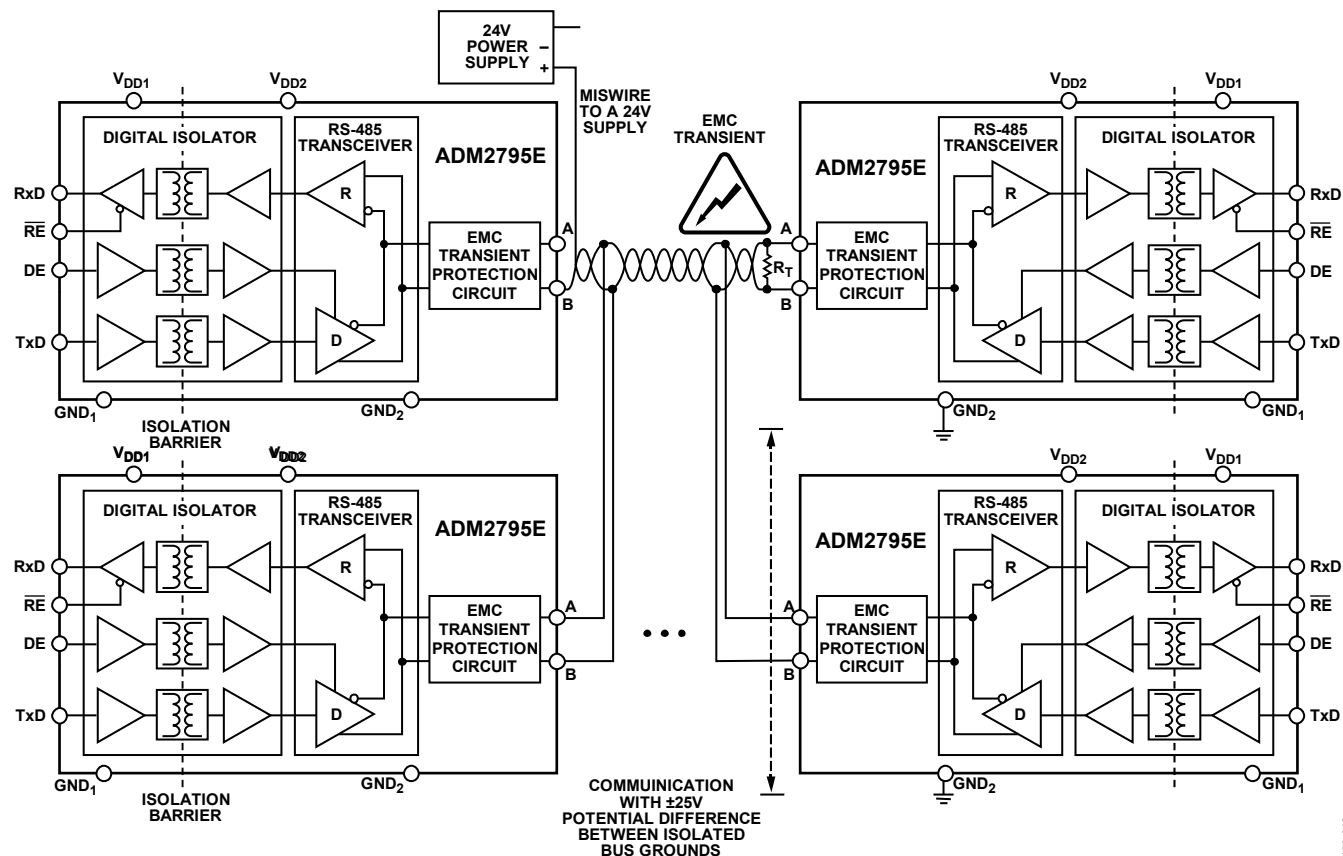 24V
POWER
SUPPLY
−
+
MISWIRE
TO A 24V
SUPPLY
EMC
TRANSIENT
VDD1
VDD2
DIGITAL ISOLATOR
RS-485
TRANSCEIVER
ADM2795E
RxD
RE
DE
TxD
R
D
EMC
TRANSIENT
PROTECTION
CIRCUIT
A
B
GND1
GND2
ISOLATION
BARRIER
RT
VDD2
VDD1
RS-485
TRANSCEIVER
DIGITAL ISOLATOR
ADM2795E
A
B
EMC
TRANSIENT
PROTECTION
CIRCUIT
R
D
RxD
RE
DE
TxD
GND2
GND1
VDD1
VDD2
DIGITAL ISOLATOR
RS-485
TRANSCEIVER
ADM2795E
RxD
RE
DE
TxD
R
D
EMC
TRANSIENT
PROTECTION
CIRCUIT
A
B
GND1
GND2
ISOLATION
BARRIER
• • •
COMMUNICATION
WITH ±25V
POTENTIAL DIFFERENCE
BETWEEN ISOLATED
BUS GROUNDS
VDD2
VDD1
RS-485
TRANSCEIVER
DIGITAL ISOLATOR
ADM2795E
A
B
EMC
TRANSIENT
PROTECTION
CIRCUIT
R
D
RxD
RE
DE
TxD
GND2
GND1